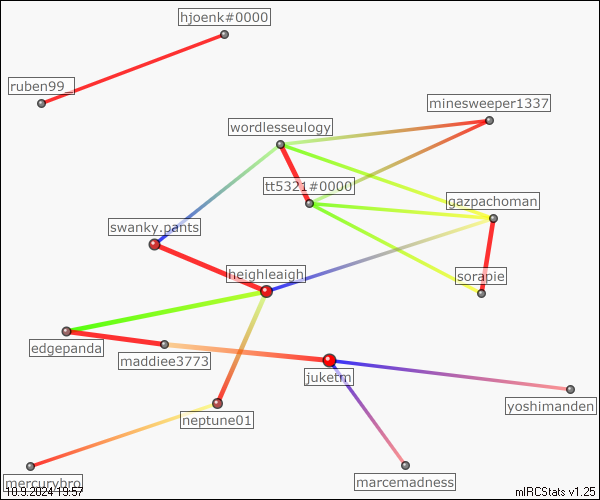 hjoenk#0000
ruben99_
minesweeper1337
wordlesseulogy
tt5321#0000
gazpachoman
swanky.pants
heighleigh
sorapie
edgepanda
maddiee3773
juketm
yoshimanden
neptune01
mercurybro
marcemadness
10.9.2024 19:57
mIRCStats v1.25